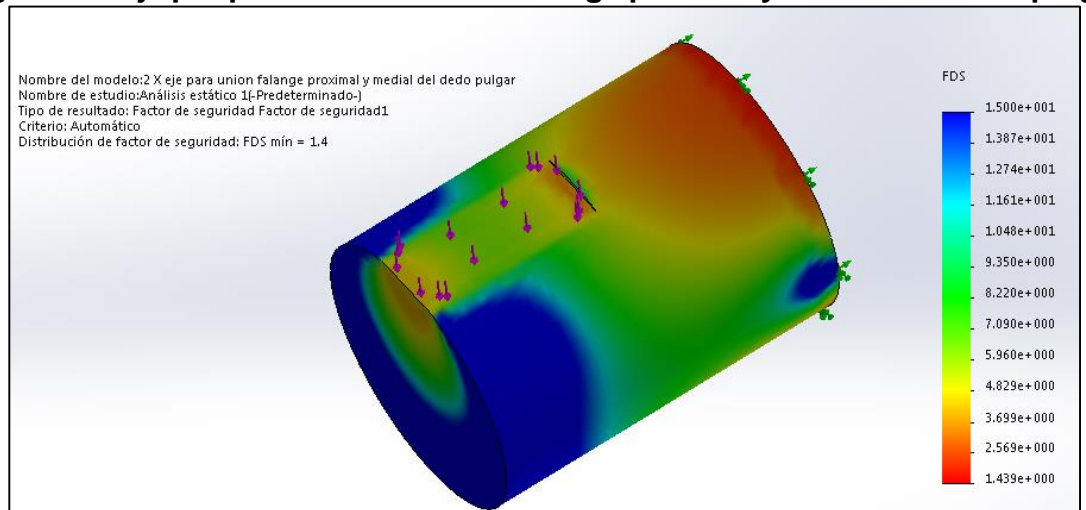 Nombre del modelo:2 X eje para union falange proximal y medial del dedo pulgar
Nombre de estudio:Análisis estático 1(-Predeterminado-)
Tipo de resultado: Factor de seguridad Factor de seguridad1
Criterio: Automático
Distribución de factor de seguridad: FDS mín = 1.4
FDS
1.500e+001
1.387e+001
1.274e+001
1.161e+001
1.048e+001
9.350e+000
8.220e+000
7.090e+000
5.960e+000
4.829e+000
3.699e+000
2.569e+000
1.439e+000